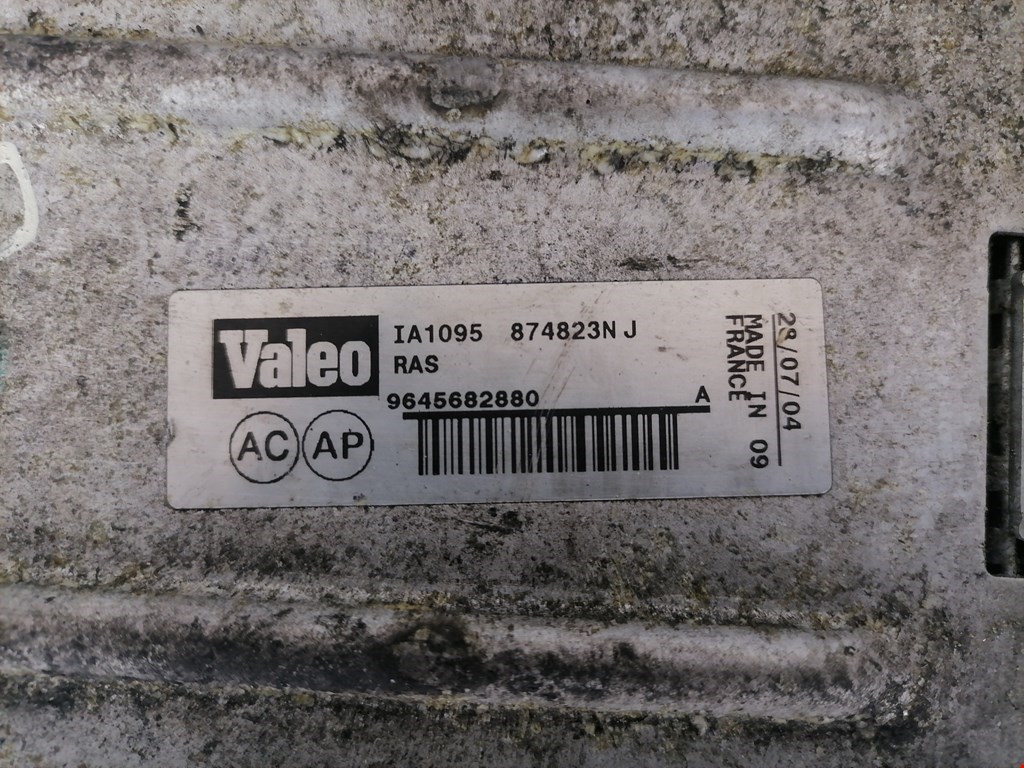 Valeo
IA1095 874823N J
RAS
9645682880 A
AC AP
28/07/04
MADE IN 09
FRANCE